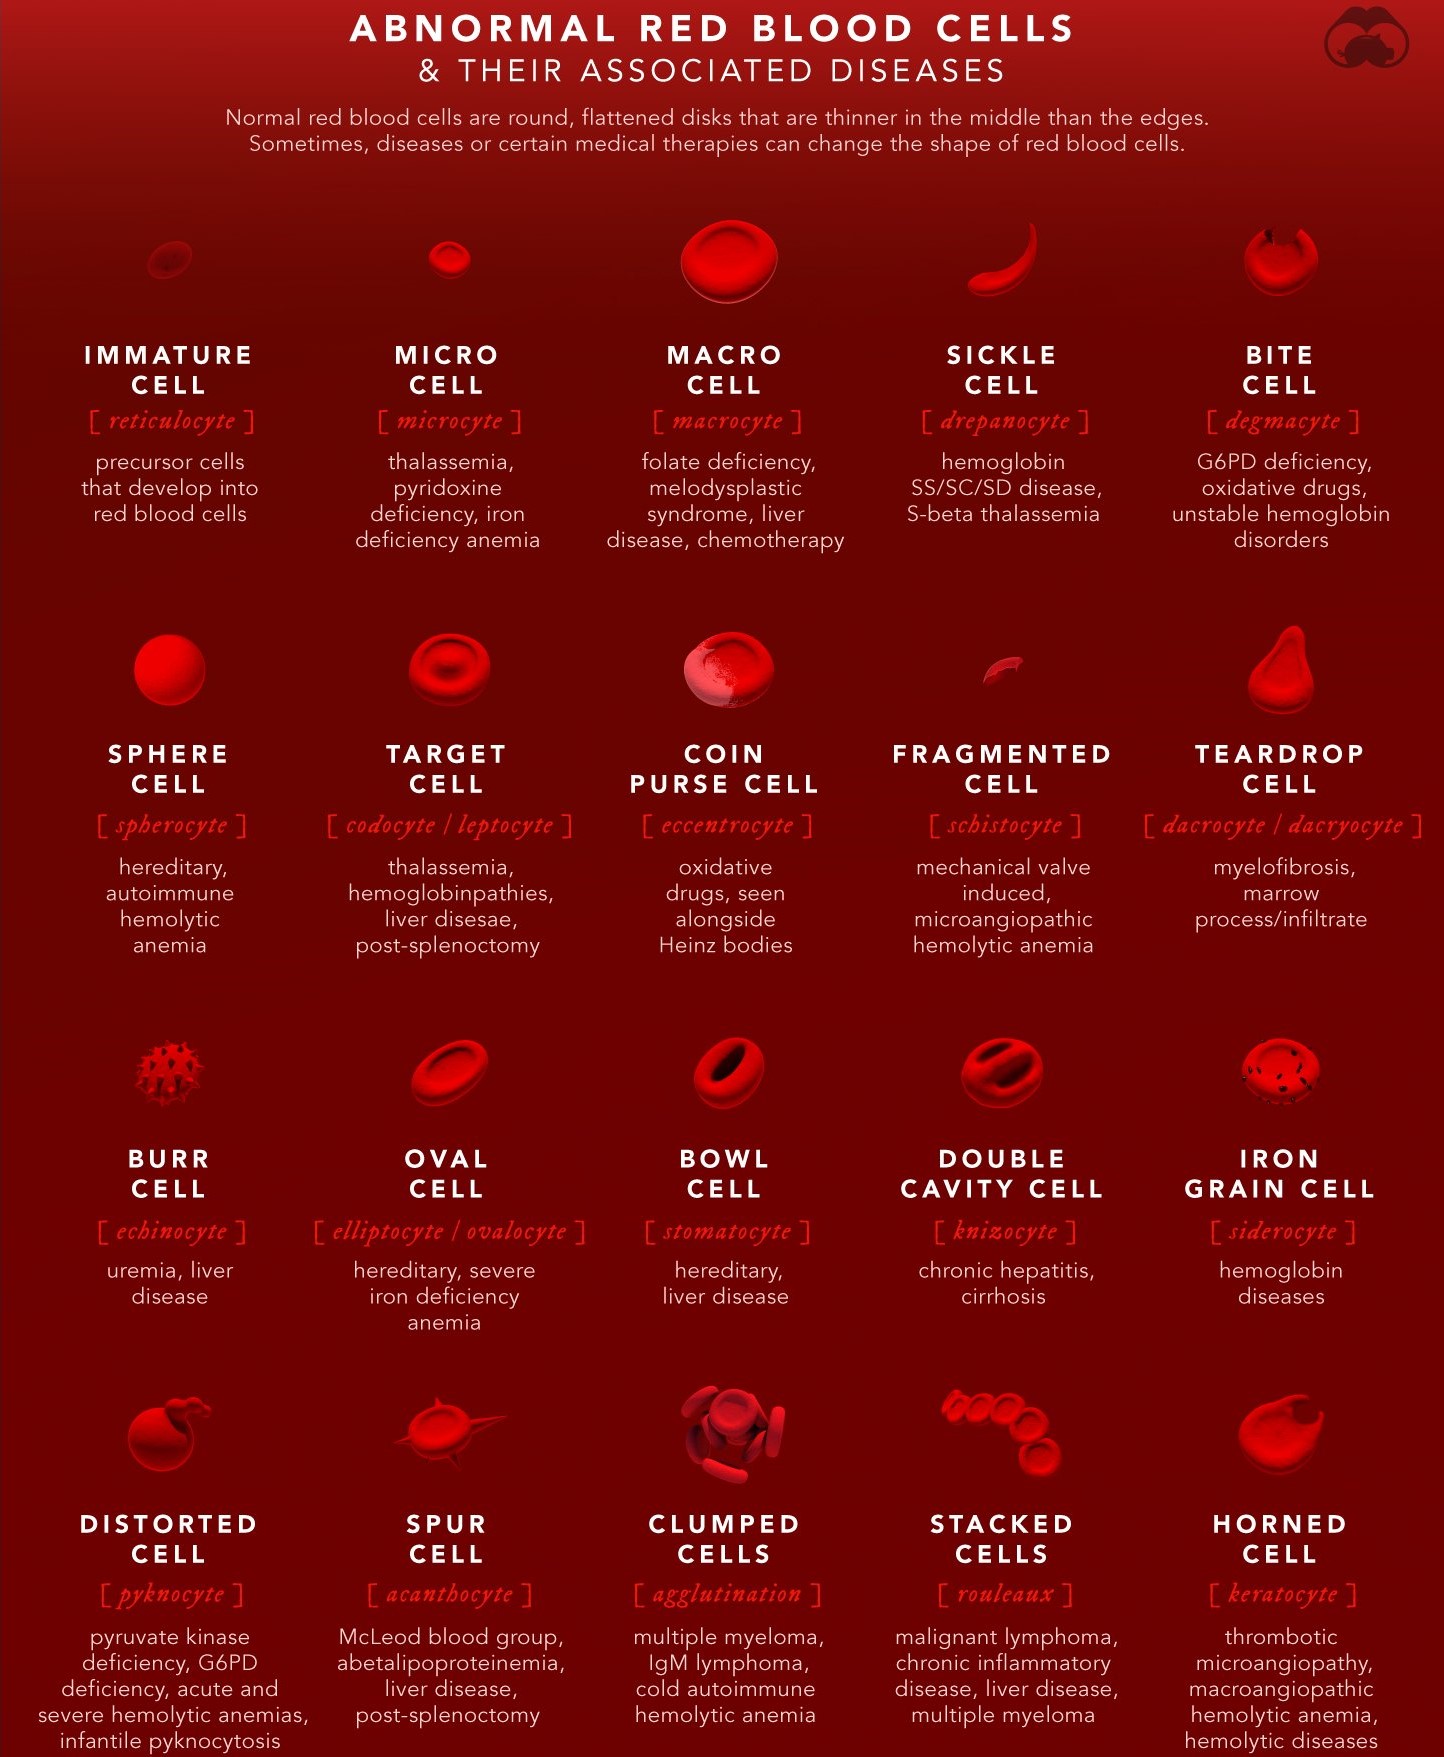 ABNORMAL RED BLOOD CELLS
& THEIR ASSOCIATED DISEASES
Normal red blood cells are round, flattened disks that are thinner in the middle than the edges.
Sometimes, diseases or certain medical therapies can change the shape of red blood cells.
IMMATURE
CELL
[ reticulocyte ]
precursor cells
that develop into
red blood cells
MICRO
CELL
[ microcyte ]
thalassemia,
pyridoxine
deficiency, iron
deficiency anemia
MACRO
CELL
[ macrocyte ]
folate deficiency,
melodysplastic
syndrome, liver
disease, chemotherapy
SICKLE
CELL
[ drepanocyte ]
hemoglobin
SS/SC/SD disease,
S-beta thalassemia
BITE
CELL
[ degmacyte ]
G6PD deficiency,
oxidative drugs,
unstable hemoglobin
disorders
SPHERE
CELL
[ spherocyte ]
hereditary,
autoimmune
hemolytic
anemia
TARGET
CELL
[ codocyte / leptocyte ]
thalassemia,
hemoglobinpathies,
liver disesae,
post-splenoctomy
COIN
PURSE CELL
[ eccentrocyte ]
oxidative
drugs, seen
alongside
Heinz bodies
FRAGMENTED
CELL
[ schistocyte ]
mechanical valve
induced,
microangiopathic
hemolytic anemia
TEARDROP
CELL
[ dacrocyte / dacryocyte ]
myelofibrosis,
marrow
process/infiltrate
BURR
CELL
[ echinocyte ]
uremia, liver
disease
OVAL
CELL
[ elliptocyte / ovalocyte ]
hereditary, severe
iron deficiency
anemia
BOWL
CELL
[ stomatocyte ]
hereditary,
liver disease
DOUBLE
CAVITY CELL
[ knizocyte ]
chronic hepatitis,
cirrhosis
IRON
GRAIN CELL
[ siderocyte ]
hemoglobin
diseases
DISTORTED
CELL
[ pyknocyte ]
pyruvate kinase
deficiency, G6PD
deficiency, acute and
severe hemolytic anemias,
infantile pyknocytosis
SPUR
CELL
[ acanthocyte ]
McLeod blood group,
abetalipoproteinemia,
liver disease,
post-splenoctomy
CLUMPED
CELLS
[ agglutination ]
multiple myeloma,
IgM lymphoma,
cold autoimmune
hemolytic anemia
STACKED
CELLS
[ rouleaux ]
malignant lymphoma,
chronic inflammatory
disease, liver disease,
multiple myeloma
HORNED
CELL
[ keratocyte ]
thrombotic
microangiopathy,
macroangiopathic
hemolytic anemia,
hemolytic diseases